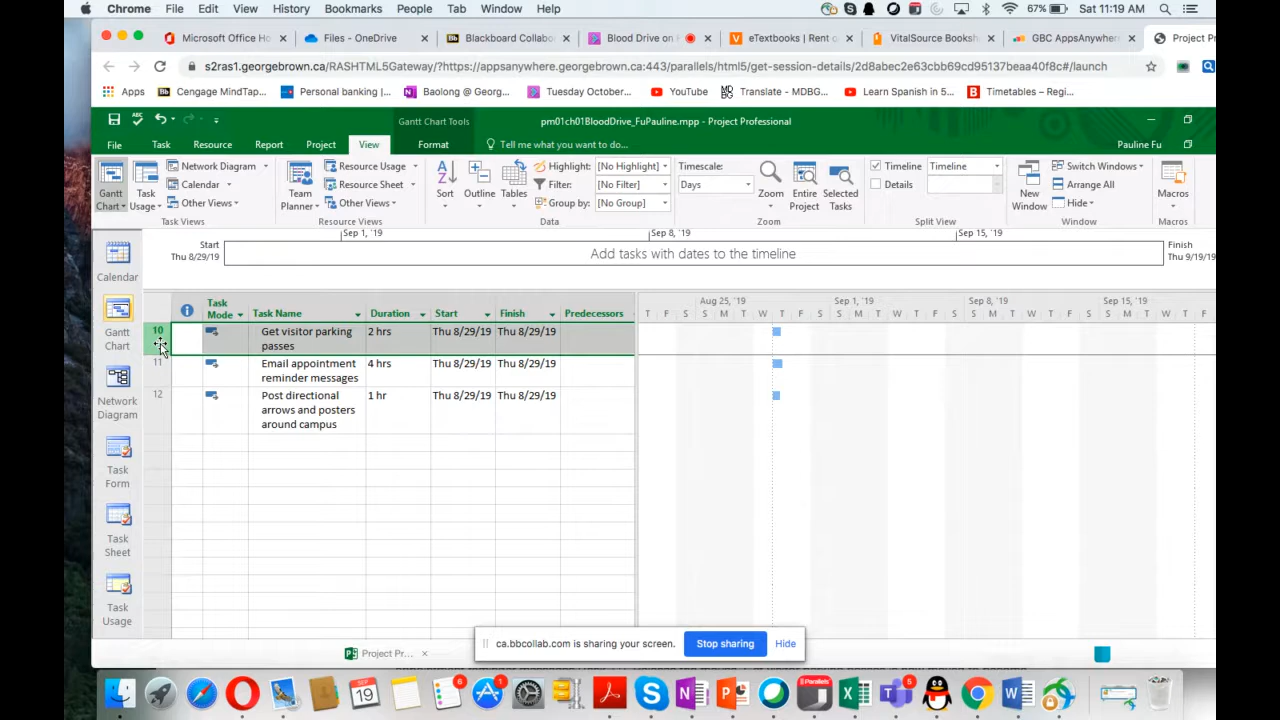 Chrome File Edit View History Bookmarks People Tab Window Help 67% Sat 11:19 AM
Microsoft Office Ho Files - OneDrive Blackboard Collabo Blood Drive on eTextbooks | Rent o VitalSource Booksh GBC AppsAnywher Project Pr
s2ras1.georgebrown.ca/RASHTML5Gateway/?https://appsanywhere.georgebrown.ca:443/parallels/html5/get-session-details/2d8abec2e63cbb69cd95137beaa40f8c#/launch
Apps Cengage MindTap... Personal banking |... Baolong @ Georg... Tuesday October... YouTube Translate - MDBG... Learn Spanish in 5... Timetables – Regi...
Gantt Chart Tools pm01ch01BloodDrive_FuPauline.mpp - Project Professional
File Task Resource Report Project View Format Tell me what you want to do... Pauline Fu
Gantt Chart
Task Usage
Network Diagram
Calendar
Other Views
Task Views
Team Planner
Resource Usage
Resource Sheet
Other Views
Resource Views
Sort Outline Tables
Highlight: [No Highlight]
Filter: [No Filter]
Group by: [No Group]
Data
Timescale:
Days
Zoom Entire Project Selected Tasks
Zoom
Timeline Timeline
Details
Split View
New Window
Switch Windows
Arrange All
Hide
Window
Macros
Macros
Sep 1, '19 Sep 8, '19 Sep 15, '19
Start
Thu 8/29/19
Add tasks with dates to the timeline
Finish
Thu 9/19/19
Calendar
Gantt
Chart
Network
Diagram
Task
Form
Task
Sheet
Task
Usage
Task
Mode Task Name Duration Start Finish Predecessors
Aug 25, '19 Sep 1, '19 Sep 8, '19 Sep 15, '19
T F S S M T W T F S S M T W T F S S M T W T F S S M T W T F
10 Get visitor parking 2 hrs Thu 8/29/19 Thu 8/29/19
passes
11 Email appointment 4 hrs Thu 8/29/19 Thu 8/29/19
reminder messages
12 Post directional 1 hr Thu 8/29/19 Thu 8/29/19
arrows and posters
around campus
ca.bbcollab.com is sharing your screen. Stop sharing Hide
Project Pr...
SEP
19
6
1
Parallels
5